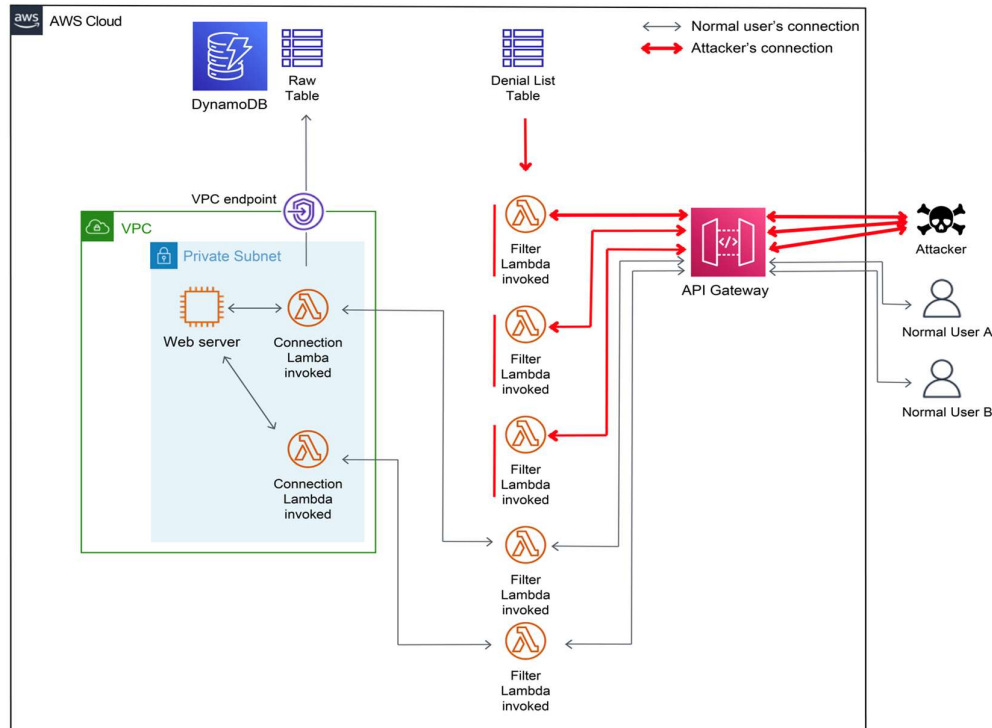 aws
AWS Cloud
Normal user's connection
Attacker's connection
DynamoDB
Raw
Table
Denial List
Table
VPC endpoint
VPC
Private Subnet
Web server
Connection
Lamba
invoked
Connection
Lambda
invoked
Filter
Lambda
invoked
Filter
Lambda
invoked
Filter
Lambda
invoked
Filter
Lambda
invoked
Filter
Lambda
invoked
</>
API Gateway
Attacker
Normal User A
Normal User B